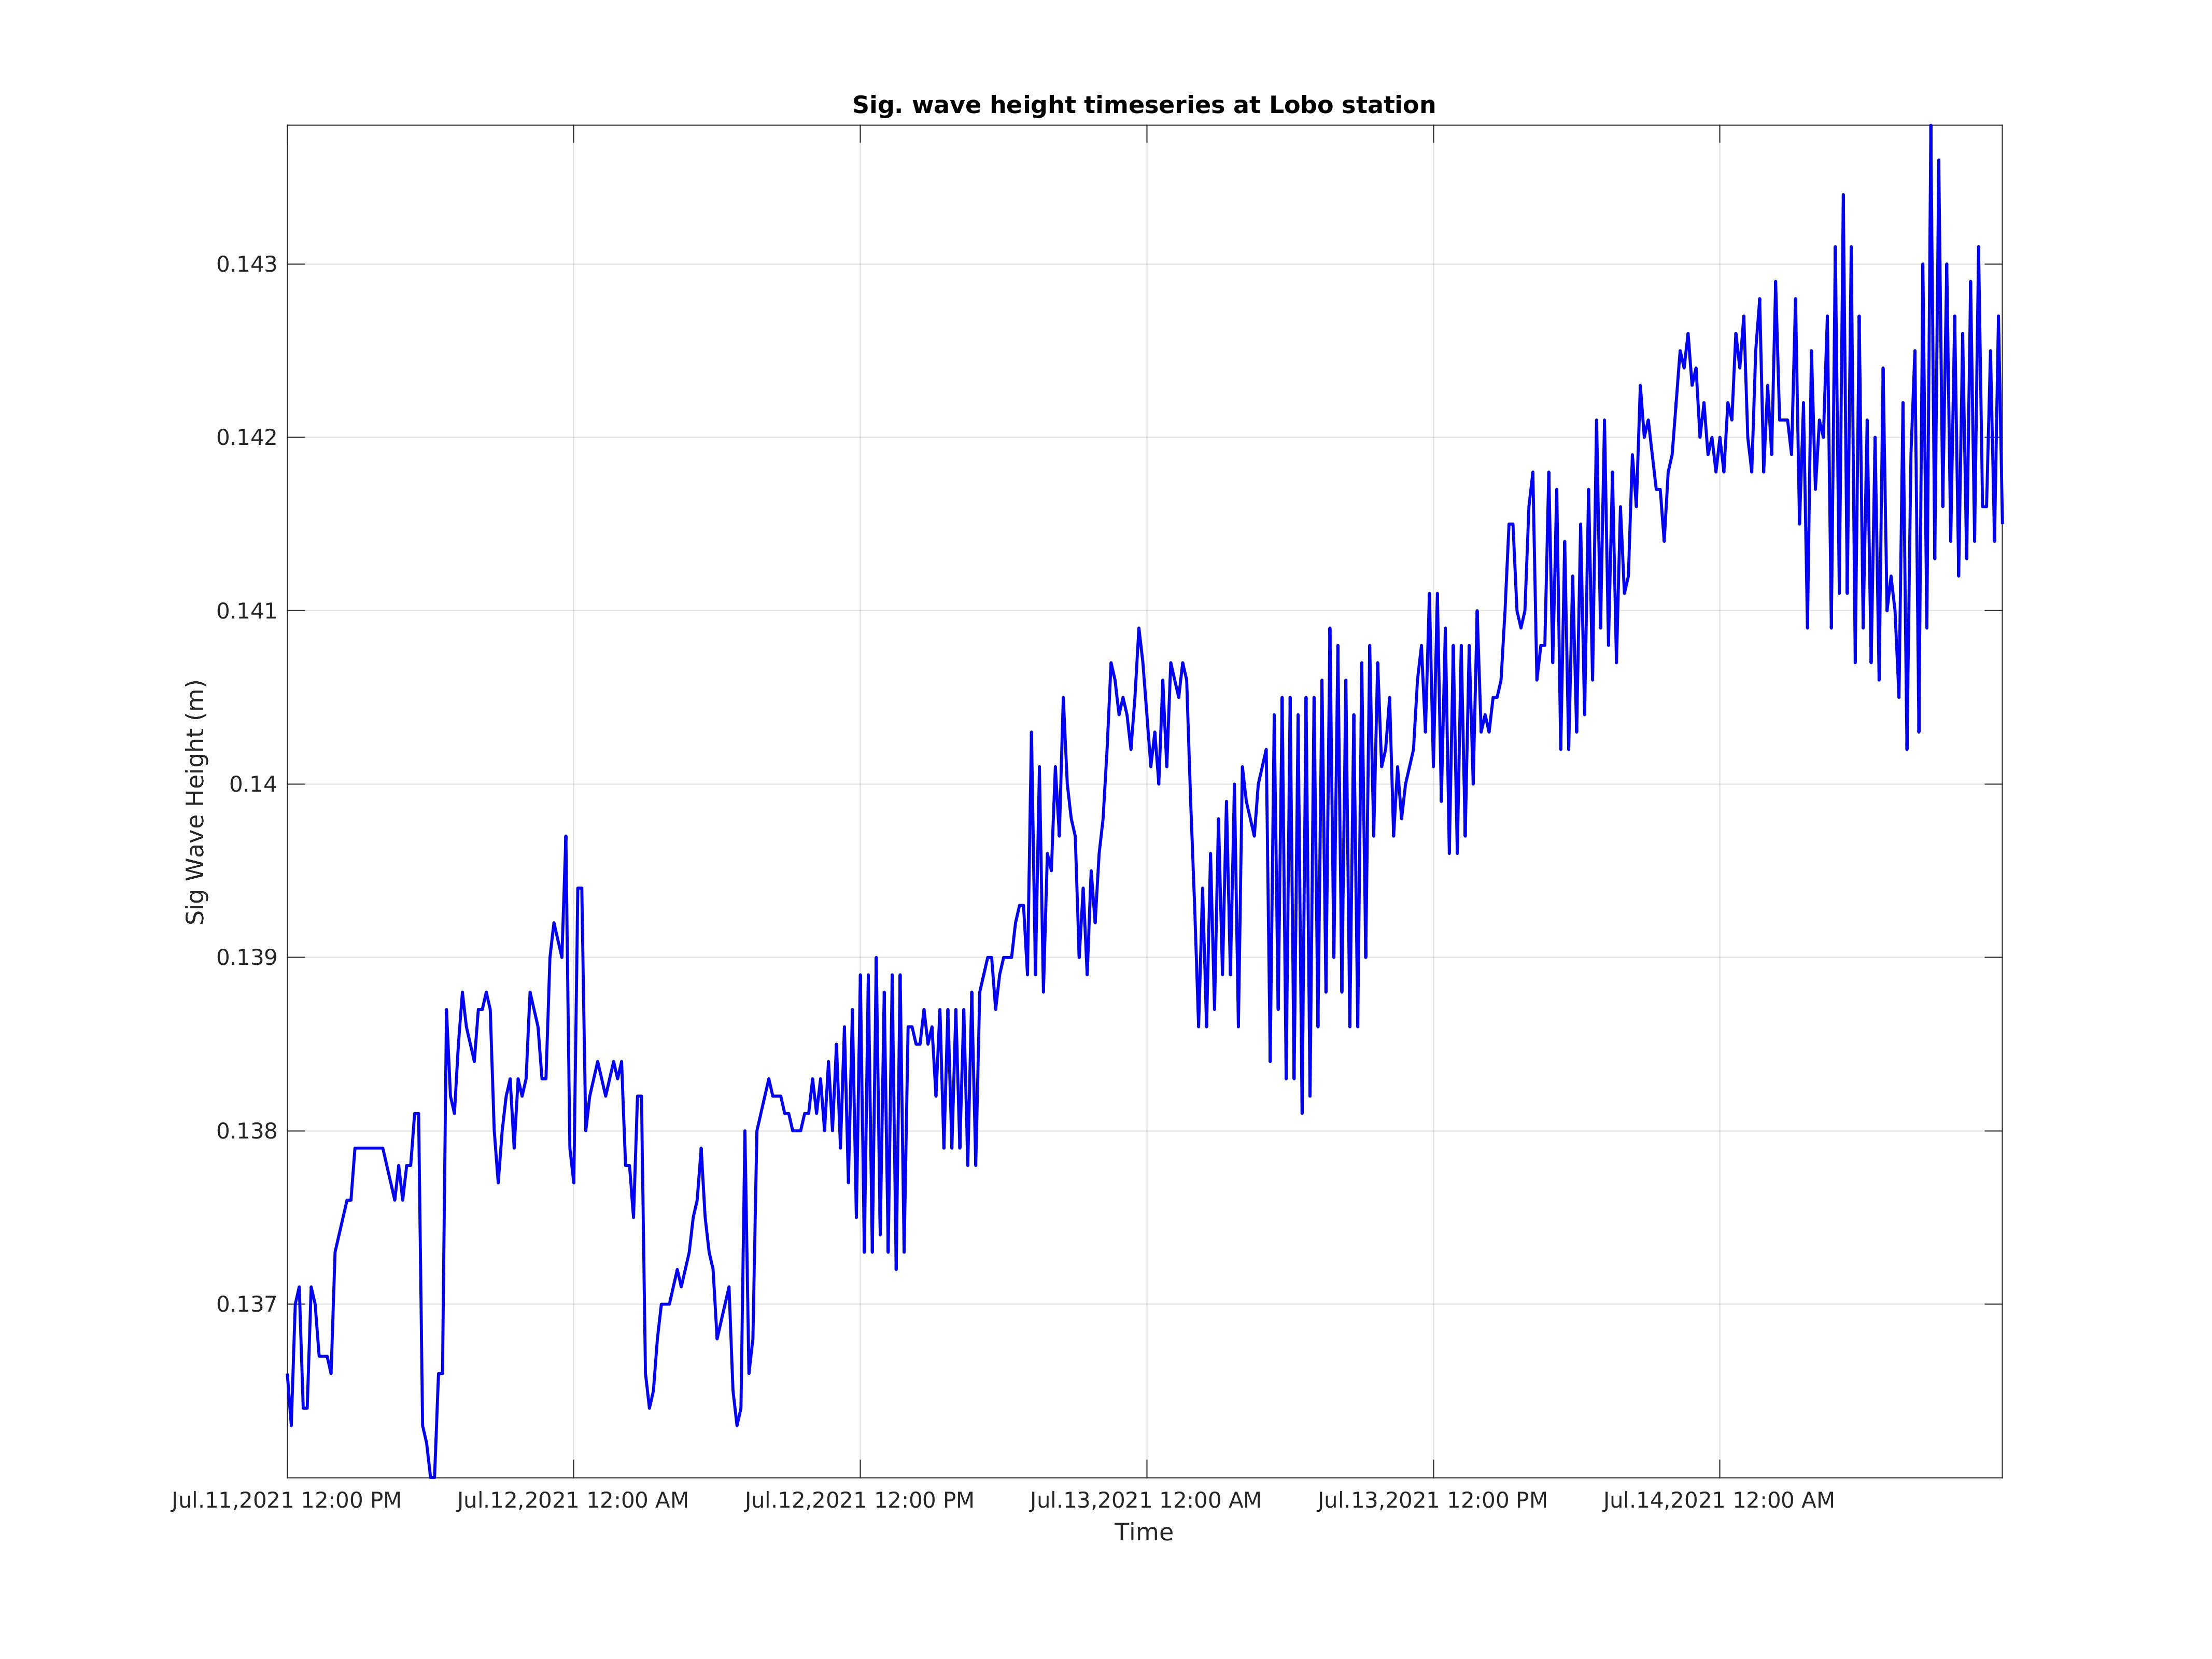 Sig. wave height timeseries at Lobo station
0.143
0.142
0.141
0.14
0.139
0.138
0.137
Sig Wave Height (m)
Jul.11,2021 12:00 PM Jul.12,2021 12:00 AM Jul.12,2021 12:00 PM Jul.13,2021 12:00 AM Jul.13,2021 12:00 PM Jul.14,2021 12:00 AM
Time